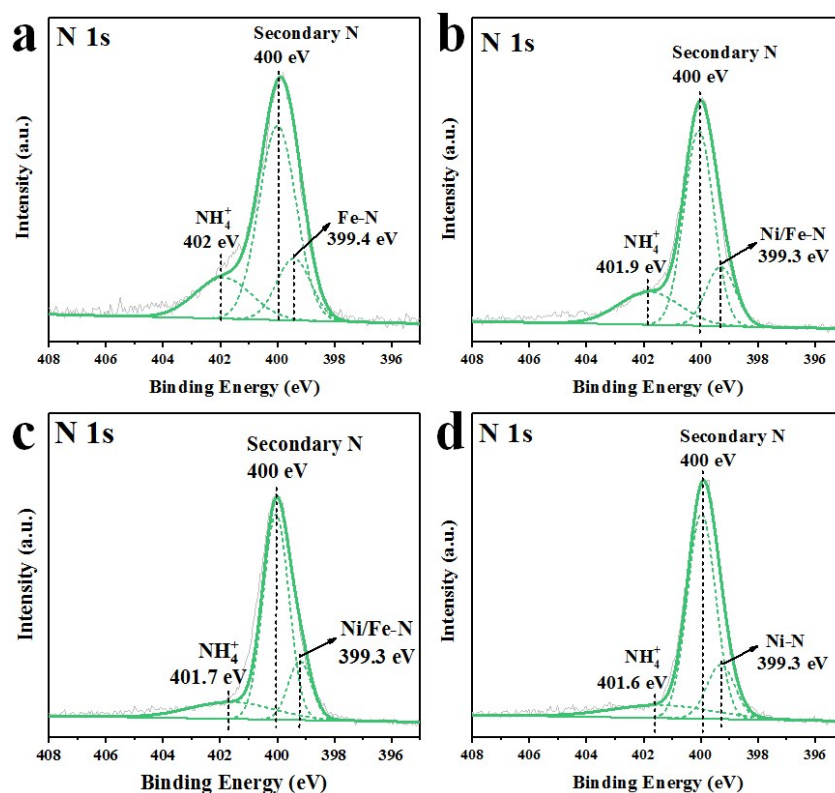 a
N 1s
Secondary N
400 eV
NH₄⁺
402 eV
Fe-N
399.4 eV
Intensity (a.u.)
408 406 404 402 400 398 396
Binding Energy (eV)
b
N 1s
Secondary N
400 eV
NH₄⁺
401.9 eV
Ni/Fe-N
399.3 eV
Intensity (a.u.)
408 406 404 402 400 398 396
Binding Energy (eV)
c
N 1s
Secondary N
400 eV
NH₄⁺
401.7 eV
Ni/Fe-N
399.3 eV
Intensity (a.u.)
408 406 404 402 400 398 396
Binding Energy (eV)
d
N 1s
Secondary N
400 eV
NH₄⁺
401.6 eV
Ni-N
399.3 eV
Intensity (a.u.)
408 406 404 402 400 398 396
Binding Energy (eV)